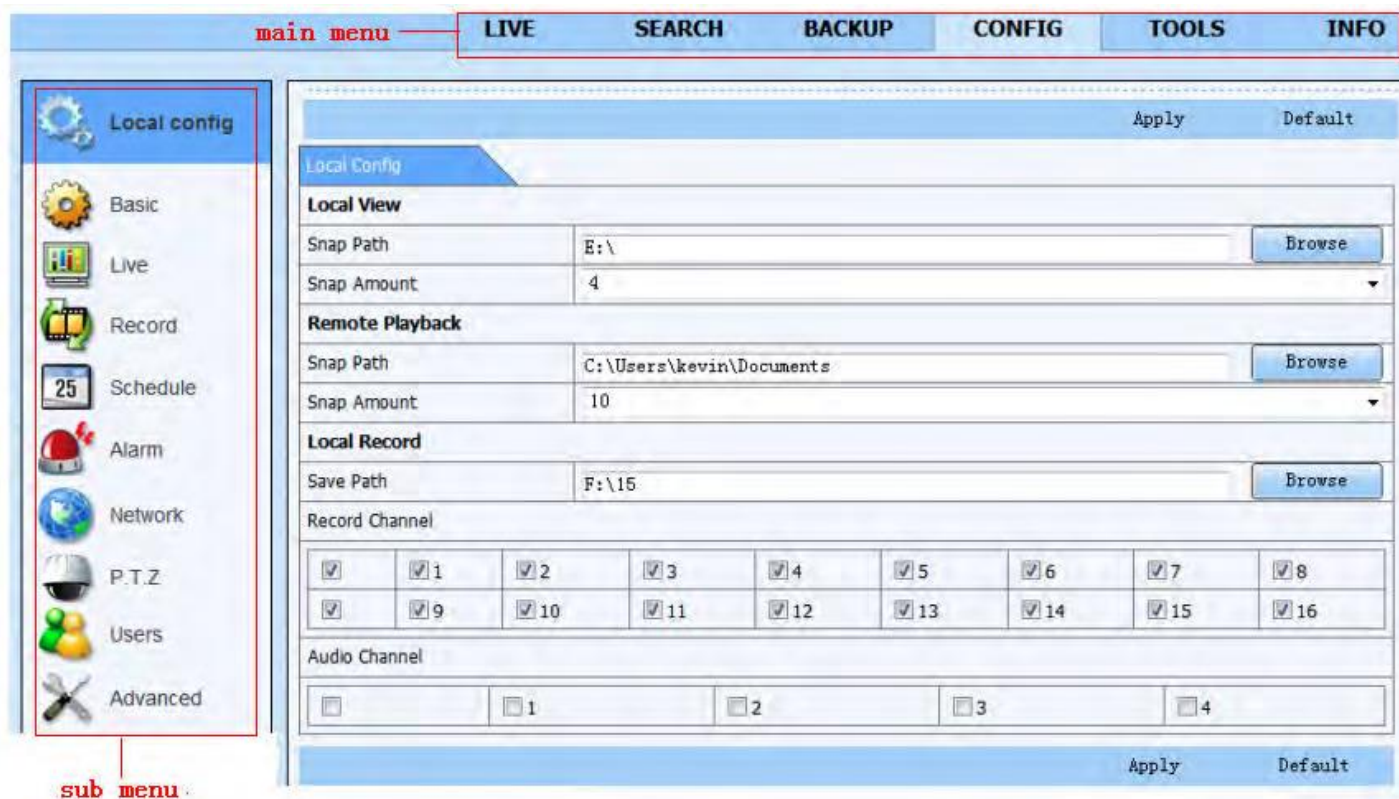 main menu LIVE SEARCH BACKUP CONFIG TOOLS INFO
Local config
Basic
Live
Record
25 Schedule
Alarm
Network
P.T.Z
Users
Advanced
sub menu
Apply Default
Local Config
Local View
Snap Path E:\ Browse
Snap Amount 4
Remote Playback
Snap Path C:\Users\kevin\Documents Browse
Snap Amount 10
Local Record
Save Path F:\15 Browse
Record Channel
1 2 3 4 5 6 7 8
9 10 11 12 13 14 15 16
Audio Channel
1 2 3 4
Apply Default